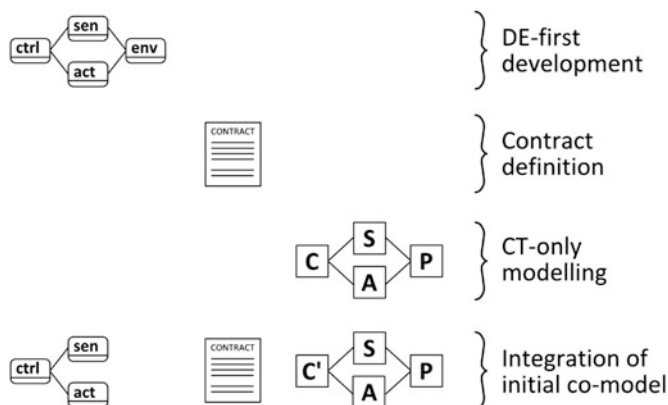 sen
ctrl
env
act
DE-first
development
CONTRACT
Contract
definition
S
C
P
A
CT-only
modelling
sen
ctrl
act
CONTRACT
S
C'
P
A
Integration of
initial co-model